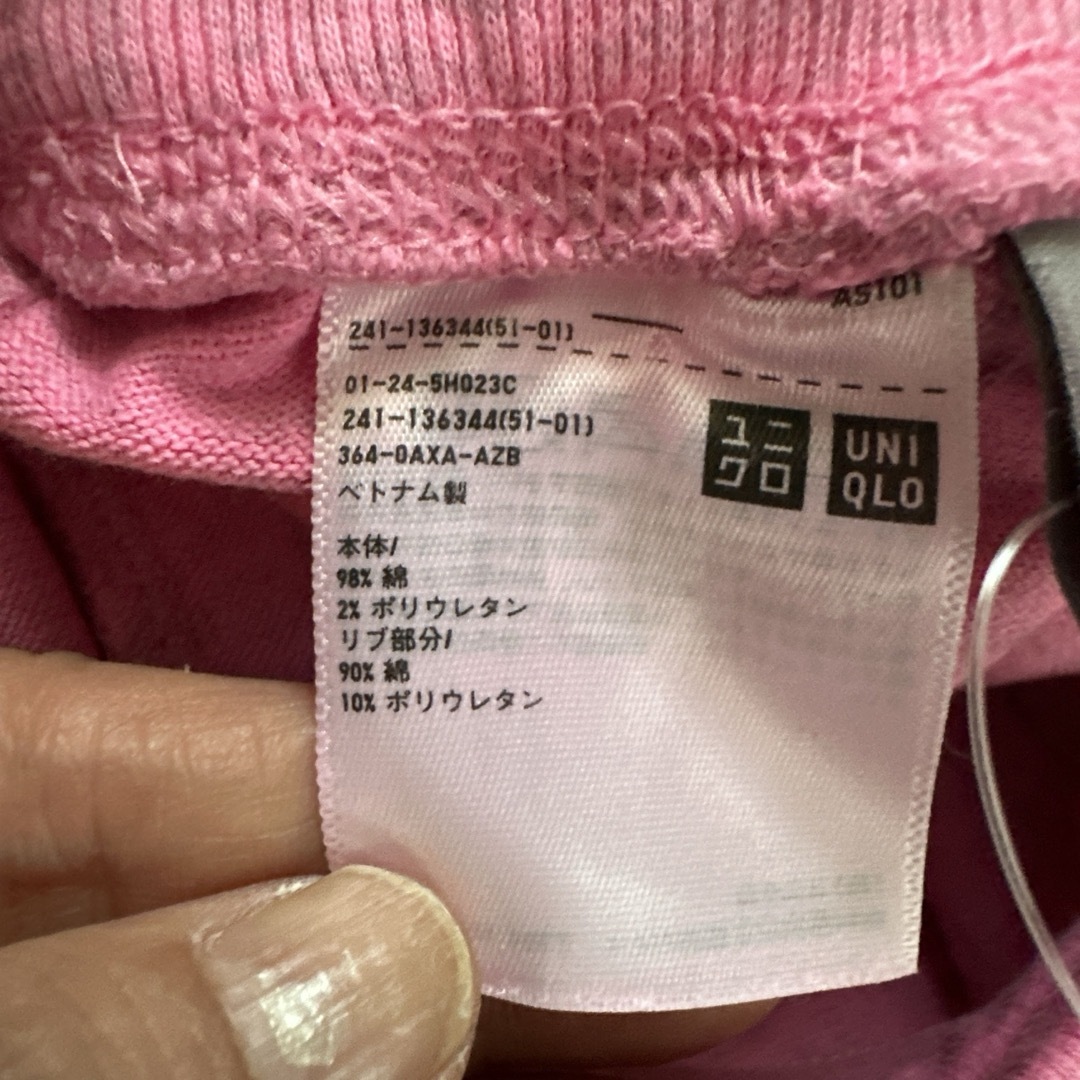 AS101
241-136344(51-01)
01-24-5H023C
241-136344(51-01)
364-0AXA-AZB
ベトナム製
ユニ
クロ
UNI
QLO
本体/
98% 綿
2% ポリウレタン
リブ部分/
90% 綿
10% ポリウレタン